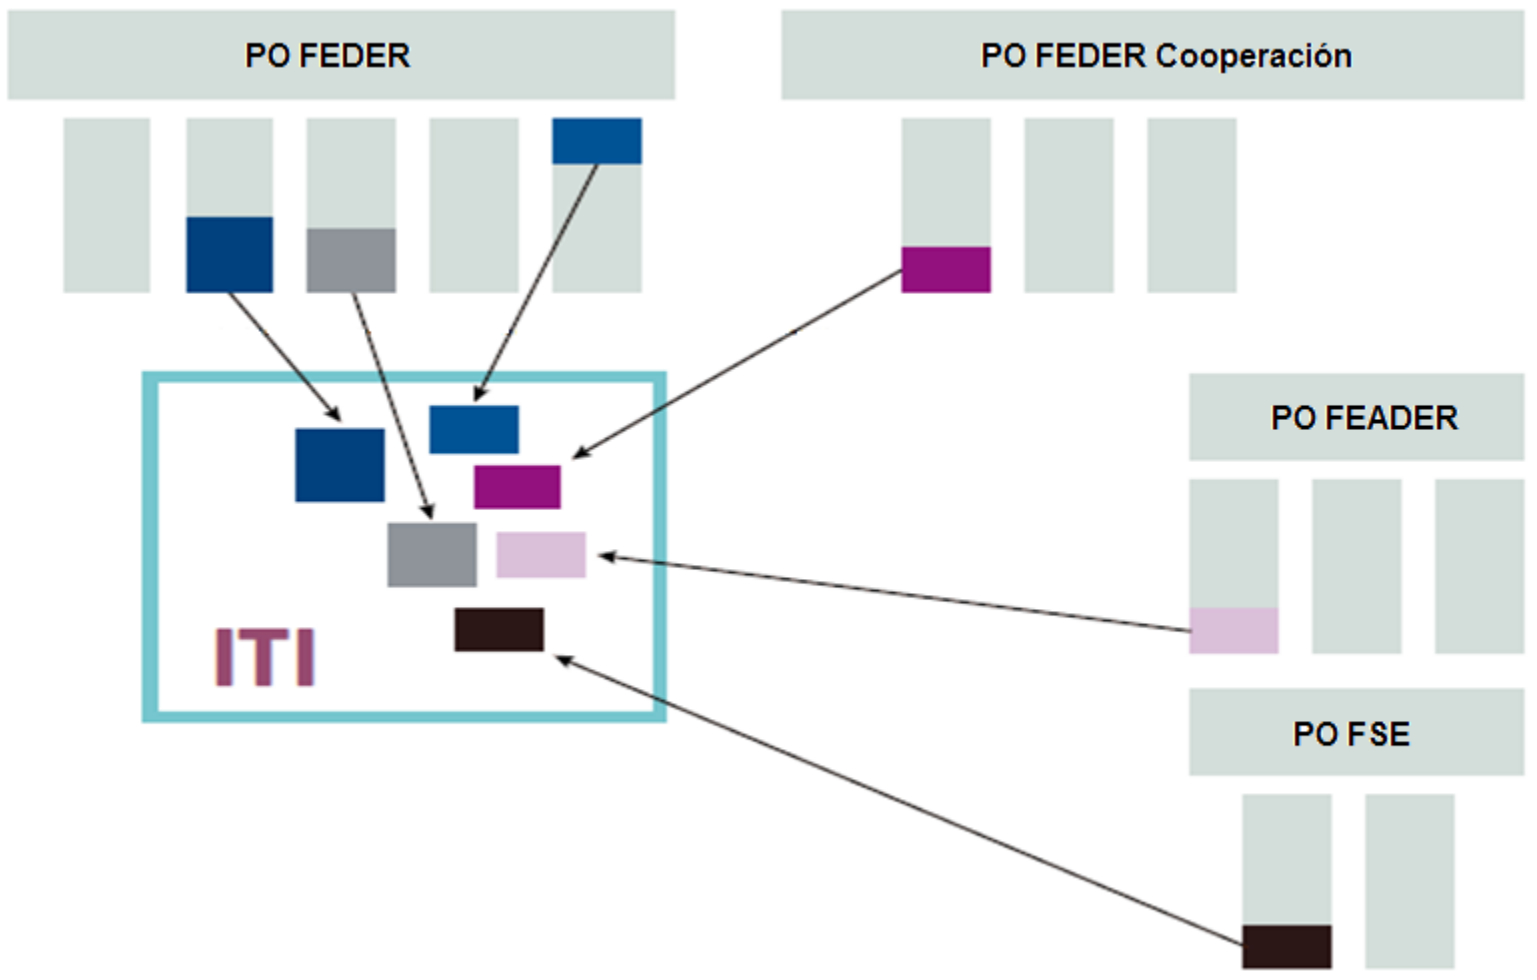 PO FEDER
PO FEDER Cooperación
PO FEADER
ITI
PO FSE